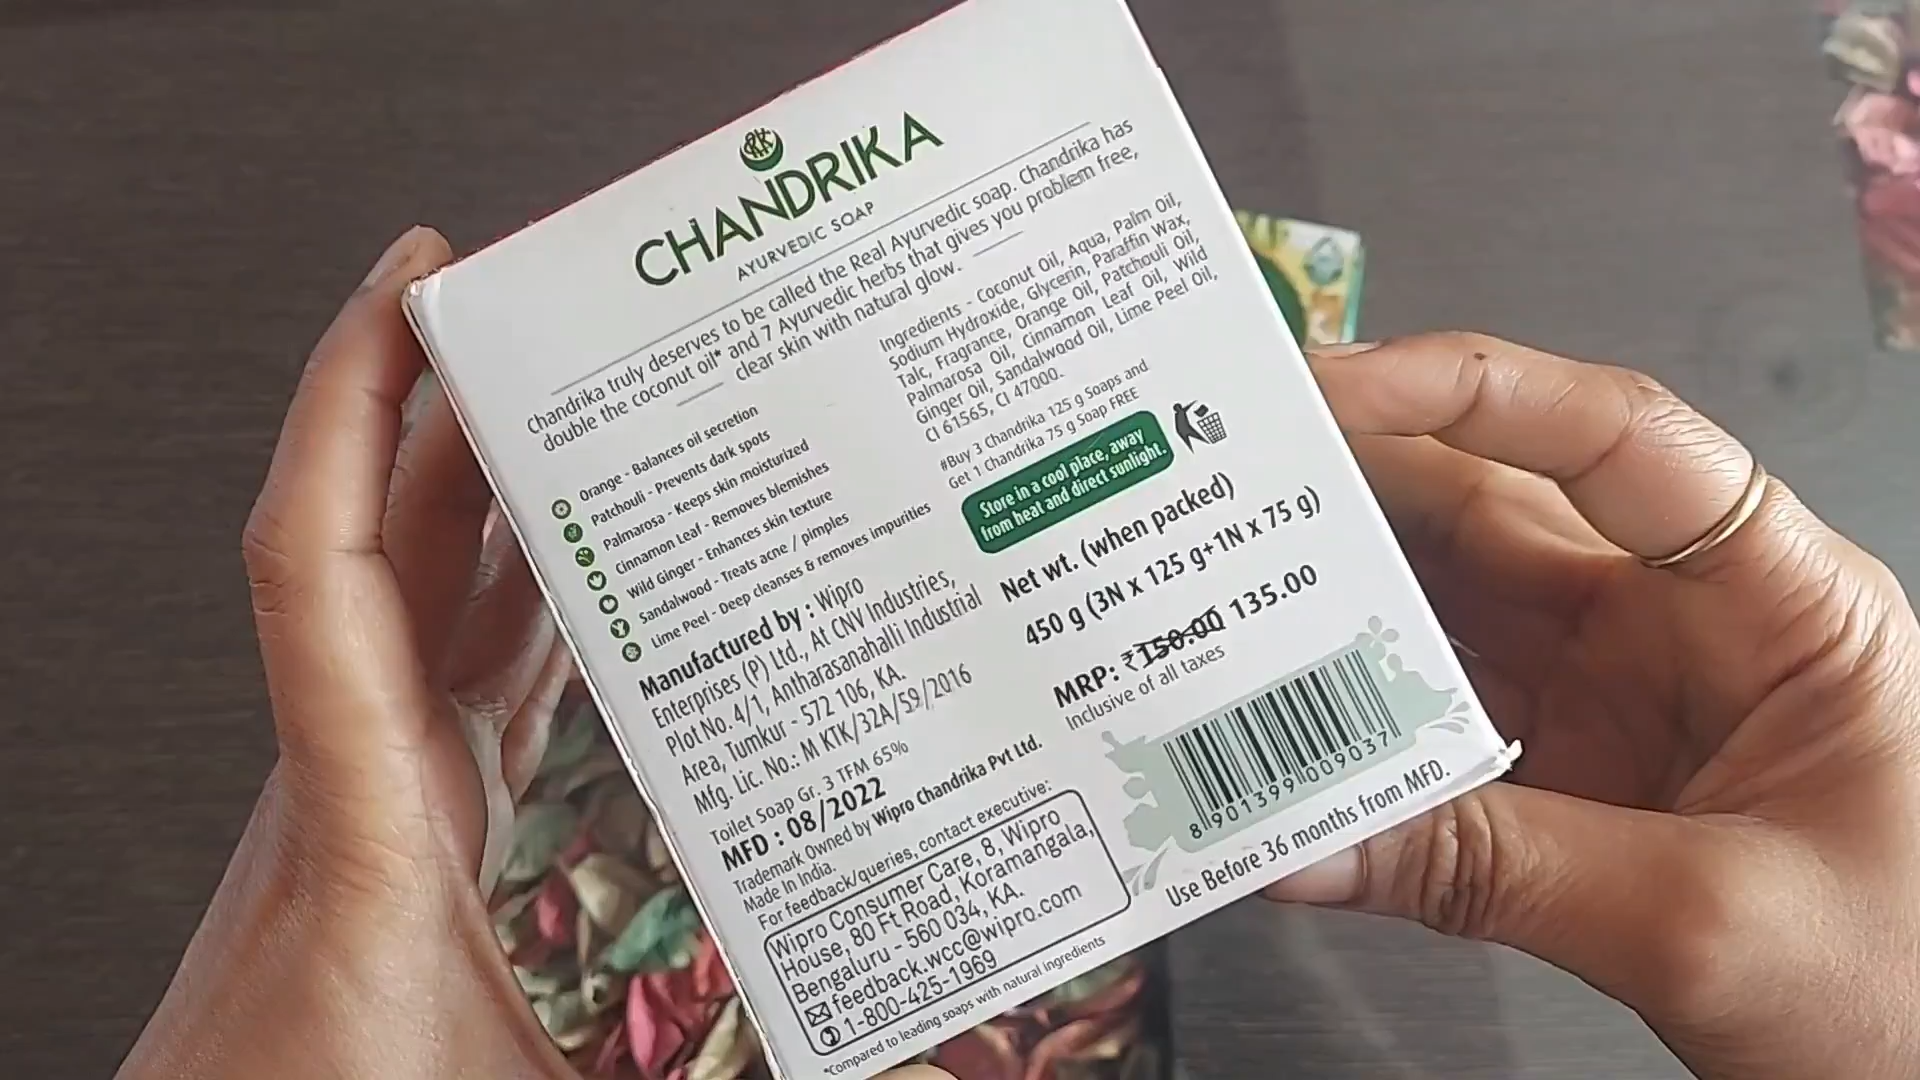 CHANDRIKA
AYURVEDIC SOAP
Chandrika truly deserves to be called the Real Ayurvedic soap. Chandrika has
double the coconut oil* and 7 Ayurvedic herbs that gives you problem free,
clear skin with natural glow.
Orange - Balances oil secretion
Patchouli - Prevents dark spots
Palmarosa - Keeps skin moisturized
Cinnamon Leaf - Removes blemishes
Wild Ginger - Enhances skin texture
Sandalwood - Treats acne / pimples
Lime Peel - Deep cleanses & removes impurities
Manufactured by : Wipro
Enterprises (P) Ltd., At CNV Industries,
Plot No. 4/1, Antharasanahalli Industrial
Area, Tumkur - 572 106, KA.
Mfg. Lic. No.: M KTK/32A/59/2016
Toilet Soap Gr. 3 TFM 65%
MFD : 08/2022
Trademark Owned by Wipro Chandrika Pvt Ltd.
Made In India.
For feedback/queries, contact executive:
Wipro Consumer Care, 8, Wipro
House, 80 Ft Road, Koramangala,
Bengaluru - 560 034, KA.
feedback.wcc@wipro.com
1-800-425-1969
*Compared to leading soaps with natural ingredients
Ingredients - Coconut Oil, Aqua, Palm Oil,
Sodium Hydroxide, Glycerin, Paraffin Wax,
Talc, Fragrance, Orange Oil, Patchouli Oil,
Palmarosa Oil, Cinnamon Leaf Oil, Wild
Ginger Oil, Sandalwood Oil, Lime Peel Oil,
CI 61565, CI 47000.
#Buy 3 Chandrika 125 g Soaps and
Get 1 Chandrika 75 g Soap FREE
Store in a cool place, away
from heat and direct sunlight.
Net wt. (when packed)
450 g (3N x 125 g+1N x 75 g)
MRP: ₹150.00 135.00
Inclusive of all taxes
8 901399 009037
Use Before 36 months from MFD.